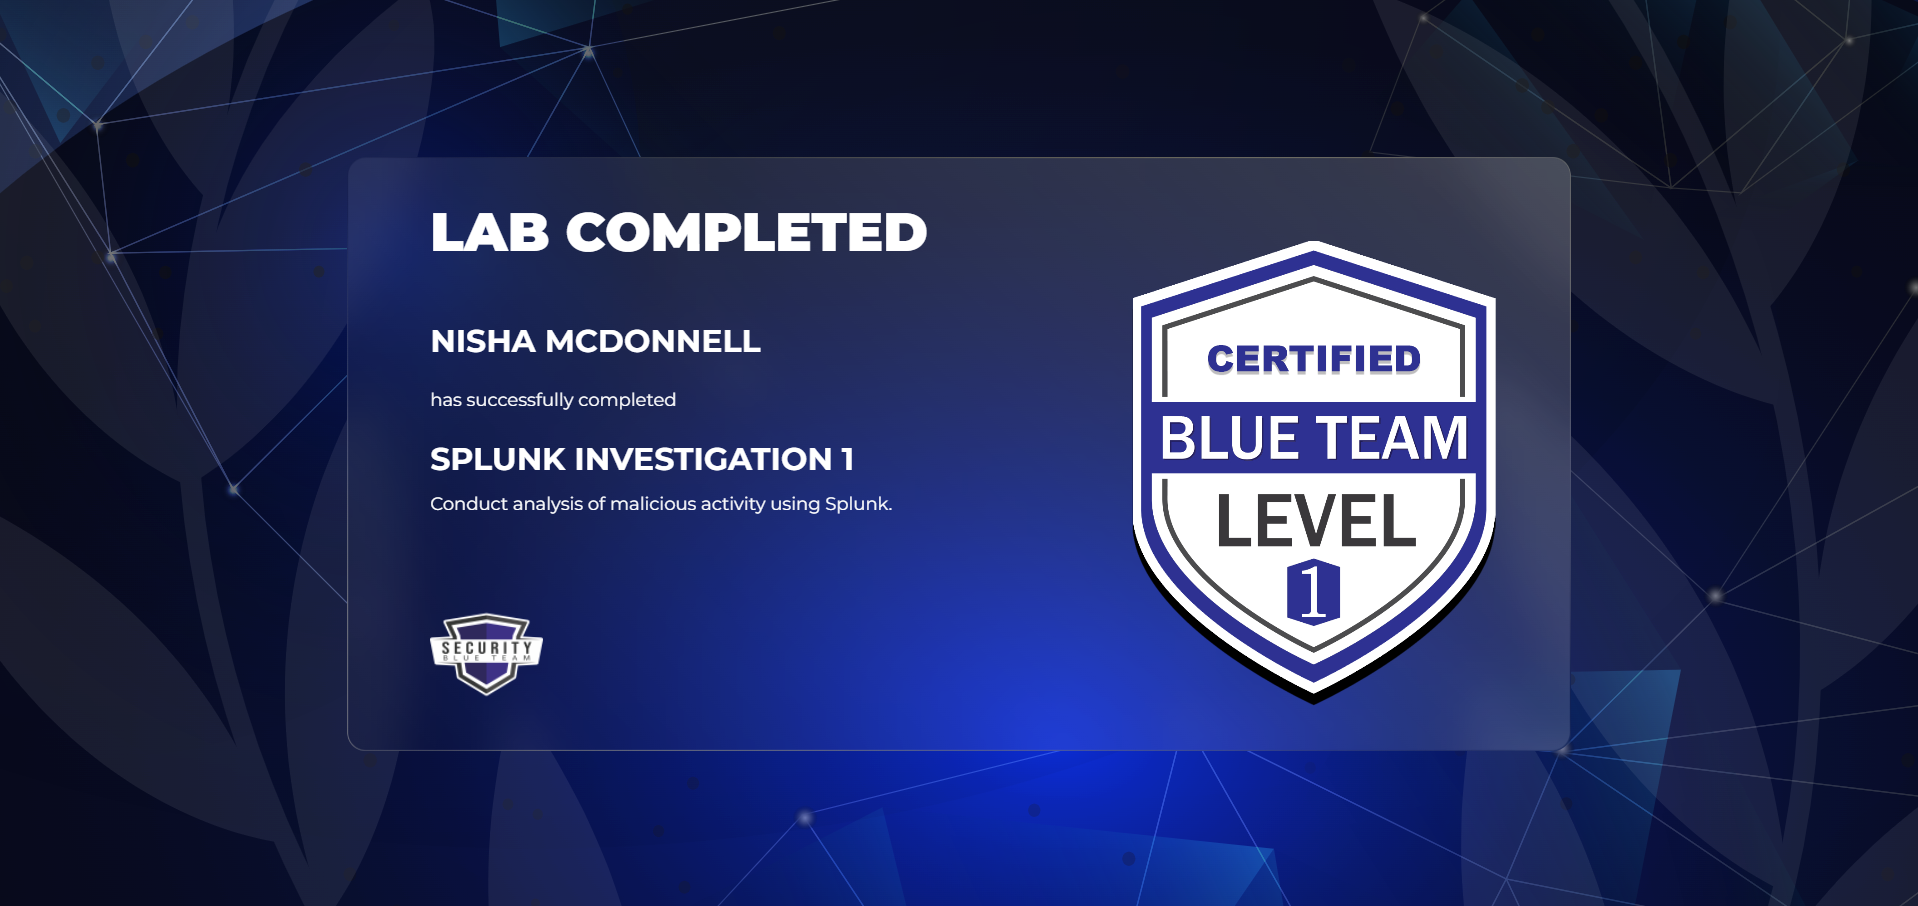 LAB COMPLETED
NISHA MCDONNELL
has successfully completed
SPLUNK INVESTIGATION 1
Conduct analysis of malicious activity using Splunk.
SECURITY
BLUE TEAM
CERTIFIED
BLUE TEAM
LEVEL
1